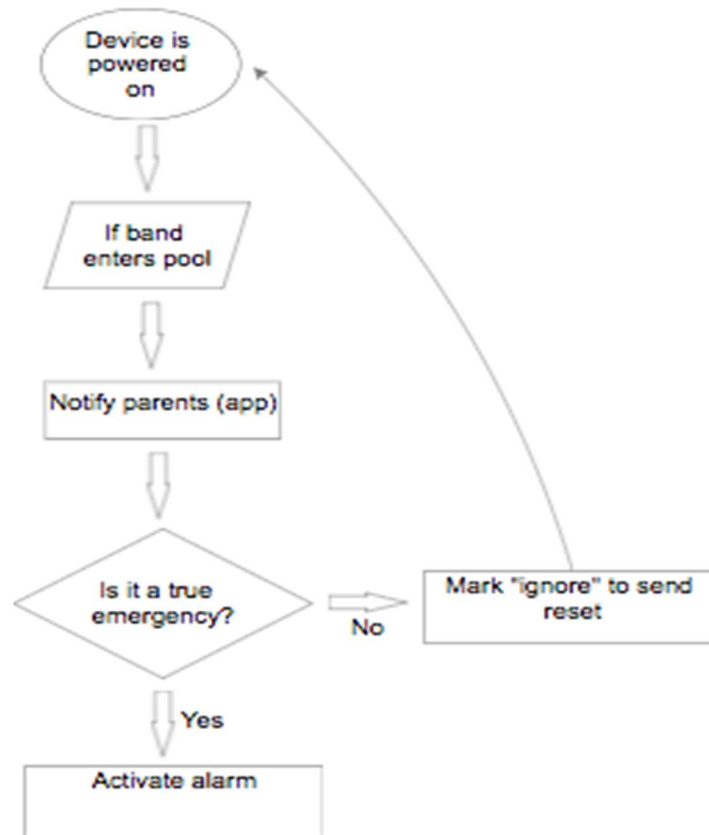 Device is
powered
on
If band
enters pool
Notify parents (app)
Is it a true
emergency?
No
Mark "ignore" to send
reset
Yes
Activate alarm